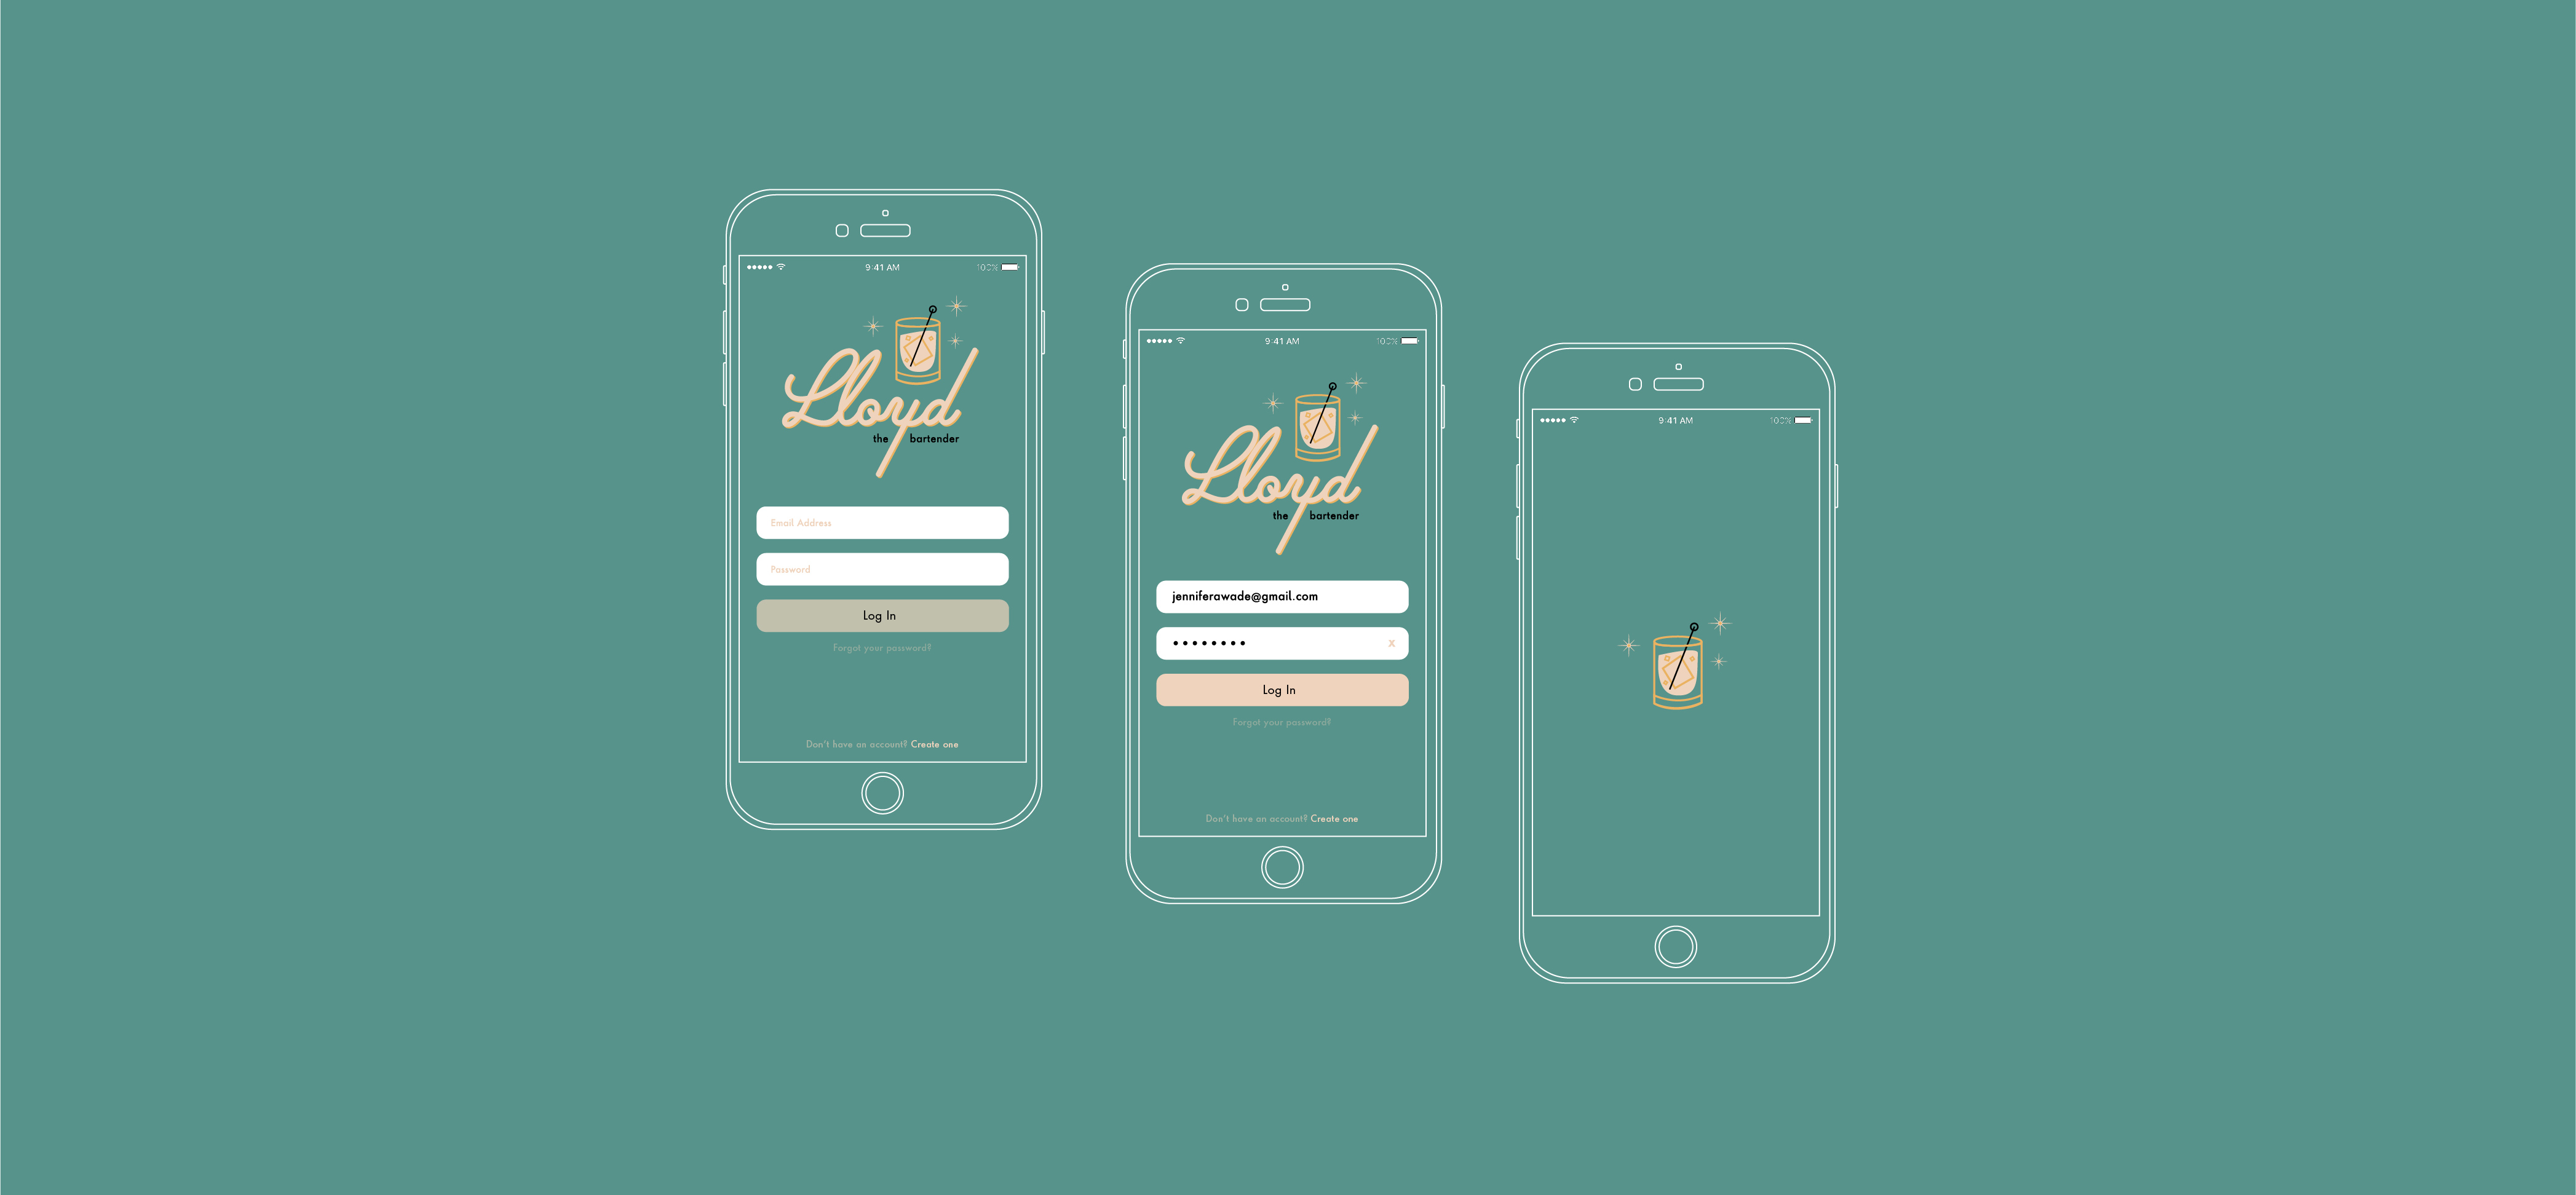 9:41 AM 100%
Lloyd
the bartender
Email Address
Password
Log In
Forgot your password?
Don't have an account? Create one
9:41 AM 100%
Lloyd
the bartender
jenniferawade@gmail.com
x
Log In
Forgot your password?
Don't have an account? Create one
9:41 AM 100%